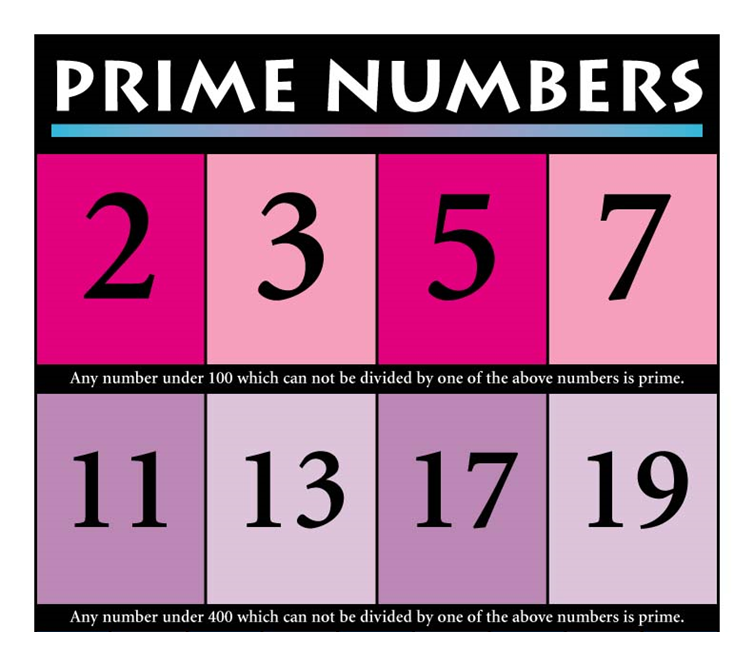 PRIME NUMBERS
2 3 5 7
Any number under 100 which can not be divided by one of the above numbers is prime.
11 13 17 19
Any number under 400 which can not be divided by one of the above numbers is prime.